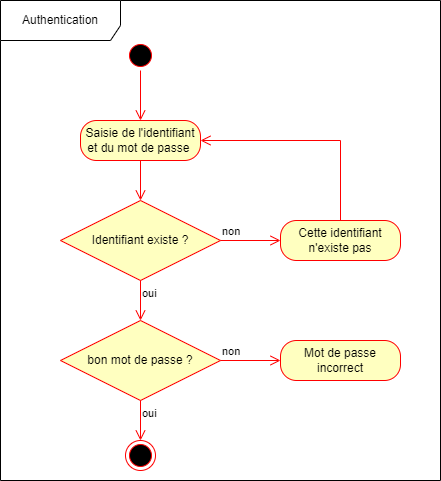 Authentication
Saisie de l'identifiant
et du mot de passe
Identifiant existe ?
non
Cette identifiant
n'existe pas
oui
bon mot de passe ?
non
Mot de passe
incorrect
oui